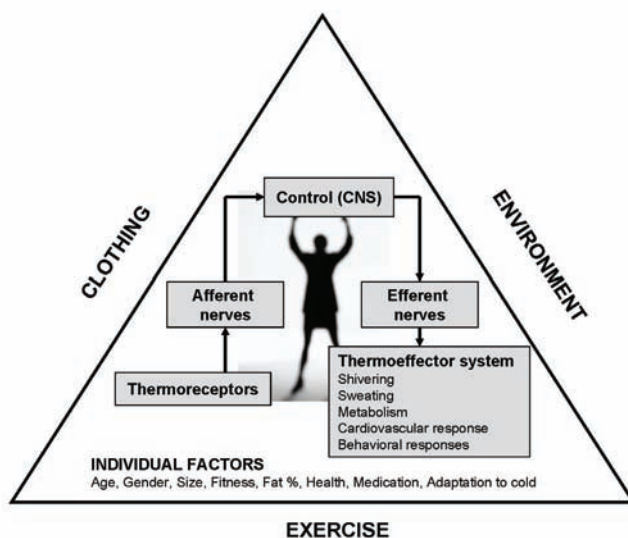 CLOTHING
ENVIRONMENT
Control (CNS)
Afferent
nerves
Efferent
nerves
Thermoreceptors
Thermoeffector system
Shivering
Sweating
Metabolism
Cardiovascular response
Behavioral responses
INDIVIDUAL FACTORS
Age, Gender, Size, Fitness, Fat %, Health, Medication, Adaptation to cold
EXERCISE